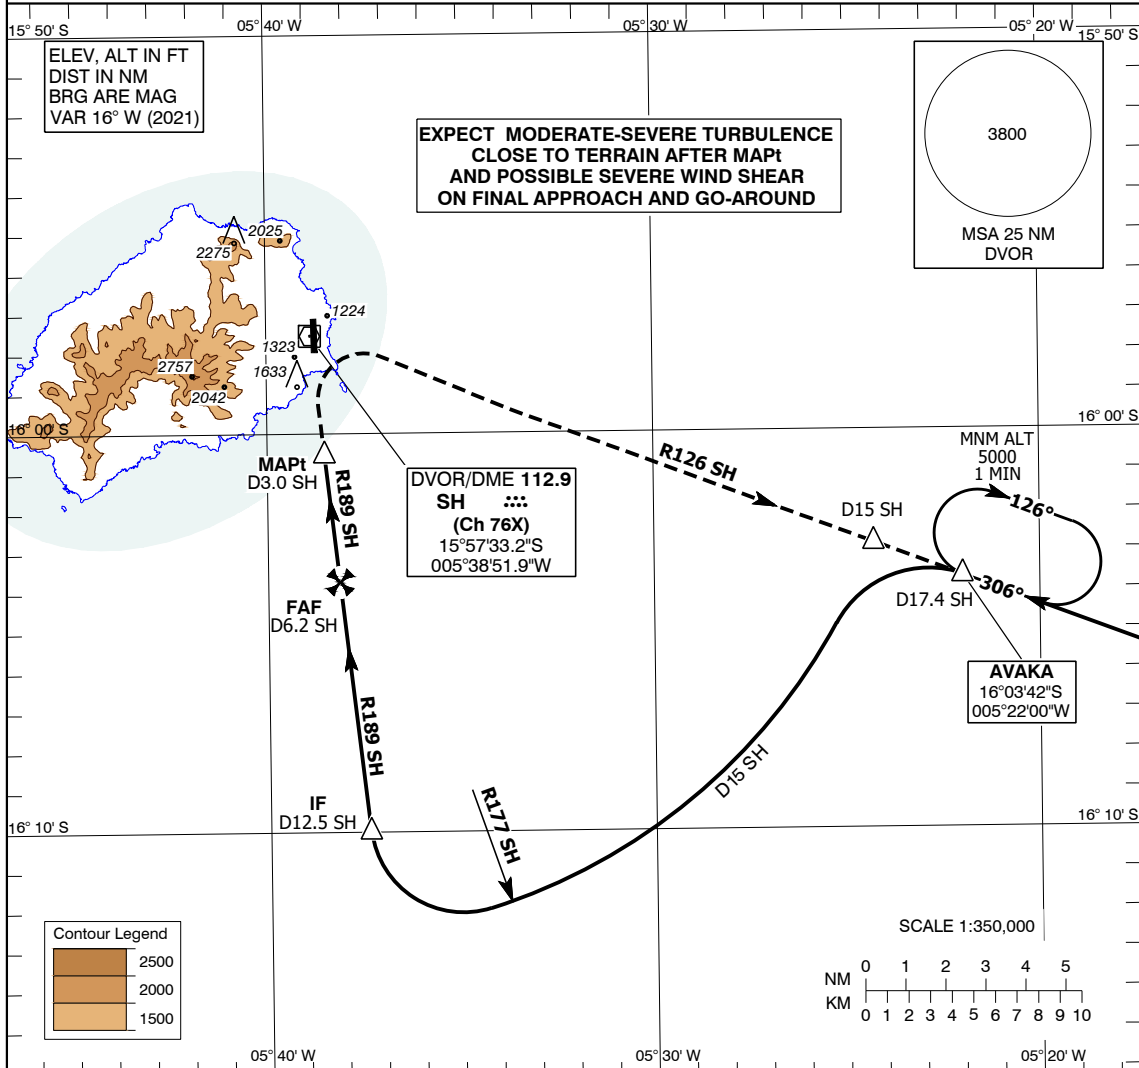 05°40' W
05°30' W
05°20' W
15° 50' S
15° 50' S
ELEV, ALT IN FT
DIST IN NM
BRG ARE MAG
VAR 16° W (2021)
EXPECT MODERATE-SEVERE TURBULENCE
CLOSE TO TERRAIN AFTER MAPt
AND POSSIBLE SEVERE WIND SHEAR
ON FINAL APPROACH AND GO-AROUND
3800
MSA 25 NM
DVOR
2025
2275
1224
1323
1633
2757
2042
16° 00' S
16° 00' S
MAPt
D3.0 SH
R189 SH
DVOR/DME 112.9
SH
(Ch 76X)
15°57'33.2"S
005°38'51.9"W
R126 SH
MNM ALT
5000
1 MIN
126°
D15 SH
306°
D17.4 SH
FAF
D6.2 SH
AVAKA
16°03'42"S
005°22'00"W
R189 SH
D15 SH
IF
D12.5 SH
R177 SH
16° 10' S
16° 10' S
Contour Legend
2500
2000
1500
SCALE 1:350,000
NM 0 1 2 3 4 5
KM 0 1 2 3 4 5 6 7 8 9 10
05°40' W
05°30' W
05°20' W